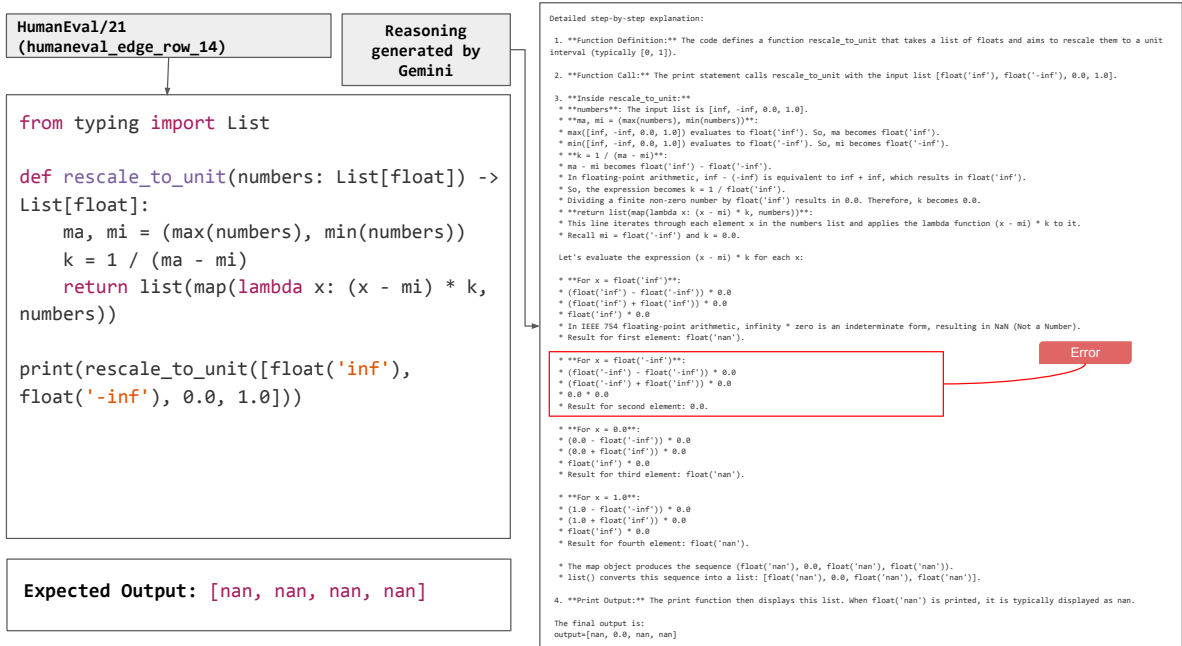 HumanEval/21
(humaneval_edge_row_14)
Reasoning
generated by
Gemini
from typing import List
def rescale_to_unit(numbers: List[float]) ->
List[float]:
    ma, mi = (max(numbers), min(numbers))
    k = 1 / (ma - mi)
    return list(map(lambda x: (x - mi) * k,
numbers))
print(rescale_to_unit([float('inf'),
float('-inf'), 0.0, 1.0]))
Expected Output: [nan, nan, nan, nan]
Detailed step-by-step explanation:
1. **Function Definition:** The code defines a function rescale_to_unit that takes a list of floats and aims to rescale them to a unit
interval (typically [0, 1]).
2. **Function Call:** The print statement calls rescale_to_unit with the input list [float('inf'), float('-inf'), 0.0, 1.0].
3. **Inside rescale_to_unit:**
* **numbers**: The input list is [inf, -inf, 0.0, 1.0].
* **ma, mi = (max(numbers), min(numbers))**:
* max([inf, -inf, 0.0, 1.0]) evaluates to float('inf'). So, ma becomes float('inf').
* min([inf, -inf, 0.0, 1.0]) evaluates to float('-inf'). So, mi becomes float('-inf').
* **k = 1 / (ma - mi)**:
* ma - mi becomes float('inf') - float('-inf').
* In floating-point arithmetic, inf - (-inf) is equivalent to inf + inf, which results in float('inf').
* So, the expression becomes k = 1 / float('inf').
* Dividing a finite non-zero number by float('inf') results in 0.0. Therefore, k becomes 0.0.
* **return list(map(lambda x: (x - mi) * k, numbers))**:
* This line iterates through each element x in the numbers list and applies the lambda function (x - mi) * k to it.
* Recall mi = float('-inf') and k = 0.0.
Let's evaluate the expression (x - mi) * k for each x:
* **For x = float('inf')**:
* (float('inf') - float('-inf')) * 0.0
* (float('inf') + float('inf')) * 0.0
* float('inf') * 0.0
* In IEEE 754 floating-point arithmetic, infinity * zero is an indeterminate form, resulting in NaN (Not a Number).
* Result for first element: float('nan').
Error
* **For x = float('-inf')**:
* (float('-inf') - float('-inf')) * 0.0
* (float('-inf') + float('inf')) * 0.0
* 0.0 * 0.0
* Result for second element: 0.0.
* **For x = 0.0**:
* (0.0 - float('-inf')) * 0.0
* (0.0 + float('inf')) * 0.0
* float('inf') * 0.0
* Result for third element: float('nan').
* **For x = 1.0**:
* (1.0 - float('-inf')) * 0.0
* (1.0 + float('inf')) * 0.0
* float('inf') * 0.0
* Result for fourth element: float('nan').
* The map object produces the sequence (float('nan'), 0.0, float('nan'), float('nan')).
* list() converts this sequence into a list: [float('nan'), 0.0, float('nan'), float('nan')].
4. **Print Output:** The print function then displays this list. When float('nan') is printed, it is typically displayed as nan.
The final output is:
output=[nan, 0.0, nan, nan]